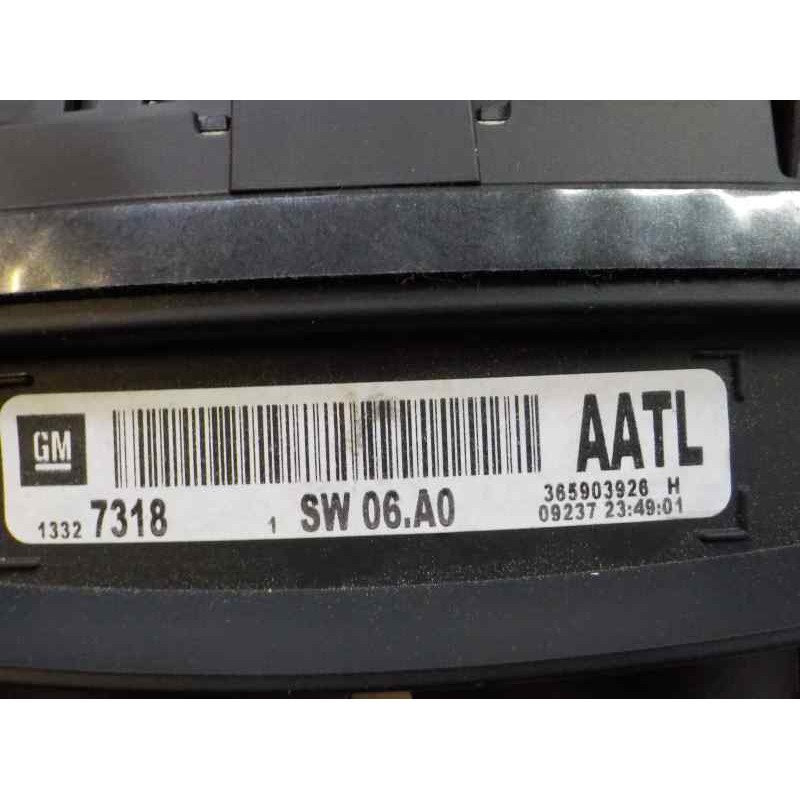 GM
AATL
1332 7318 1 SW 06.A0
365903926 H
09237 23:49:01